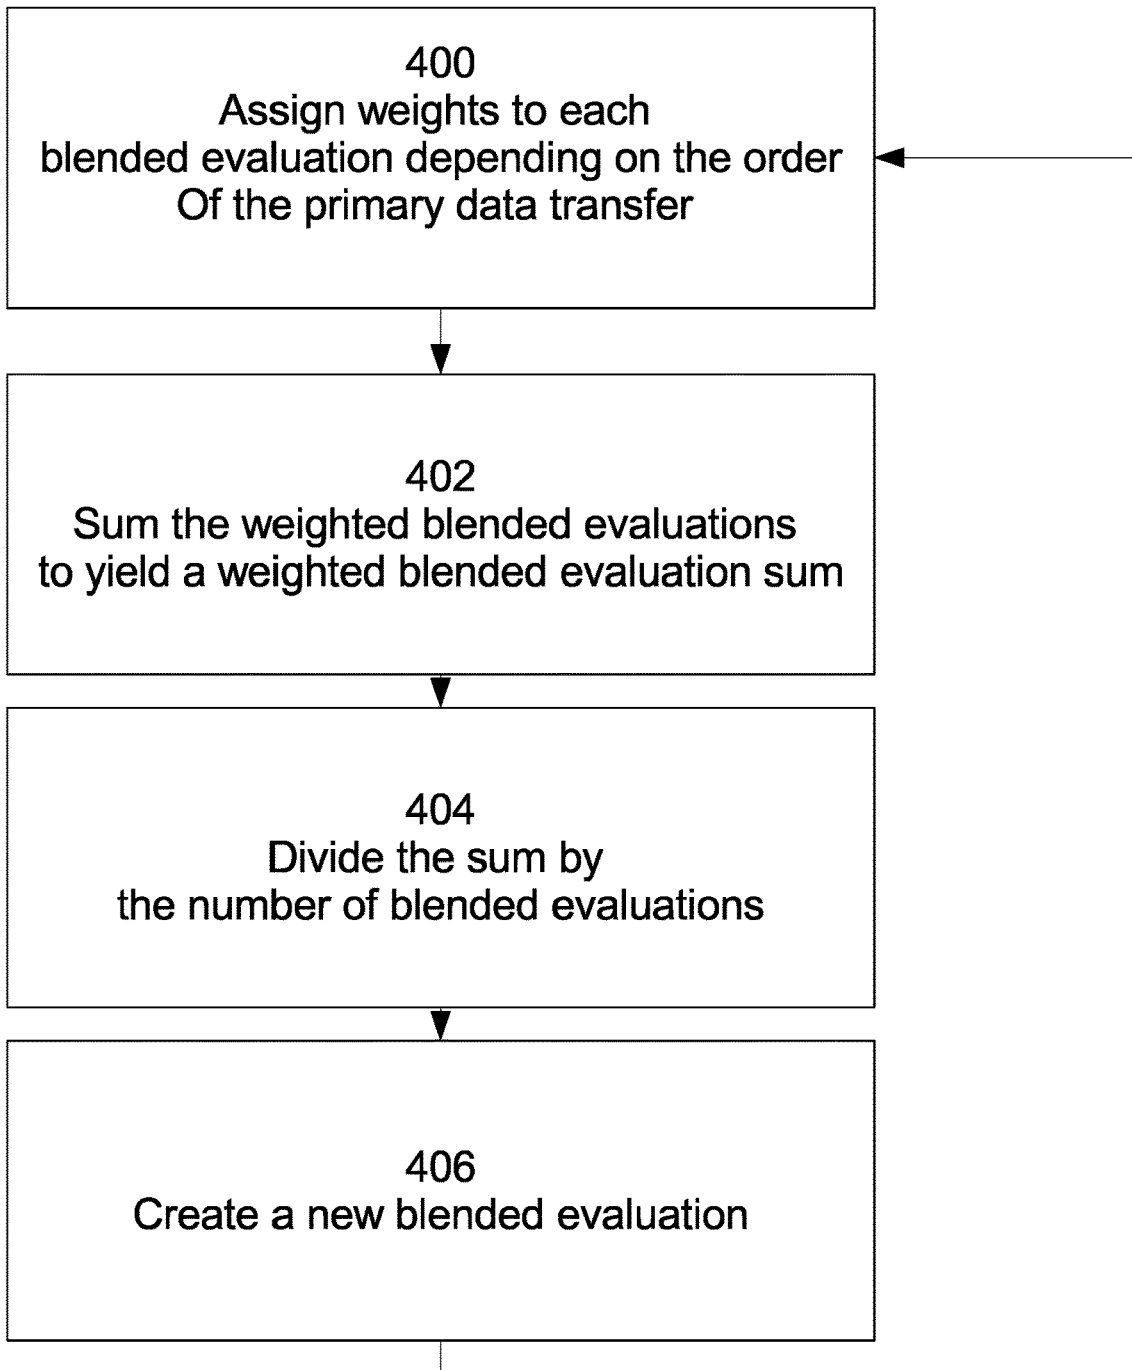 400
Assign weights to each
blended evaluation depending on the order
Of the primary data transfer
402
Sum the weighted blended evaluations
to yield a weighted blended evaluation sum
404
Divide the sum by
the number of blended evaluations
406
Create a new blended evaluation